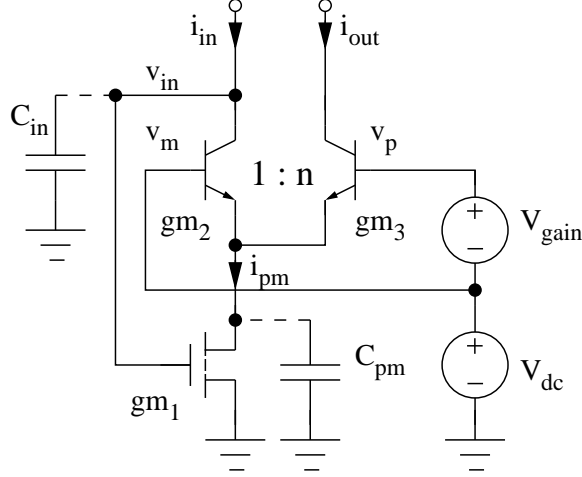 i_in i_out
v_in
C_in
v_m v_p
1 : n
gm_2 gm_3
+
−
V_gain
i_pm
+
−
V_dc
C_pm
gm_1